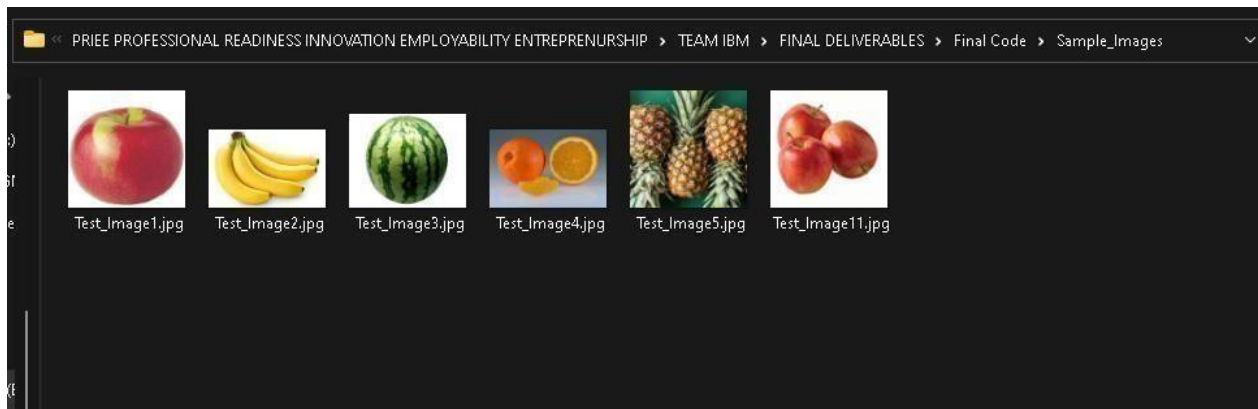 PRIEE PROFESSIONAL READINESS INNOVATION EMPLOYABILITY ENTREPRENURSHIP > TEAM IBM > FINAL DELIVERABLES > Final Code > Sample_Images
Test_Image1.jpg Test_Image2.jpg Test_Image3.jpg Test_Image4.jpg Test_Image5.jpg Test_Image11.jpg